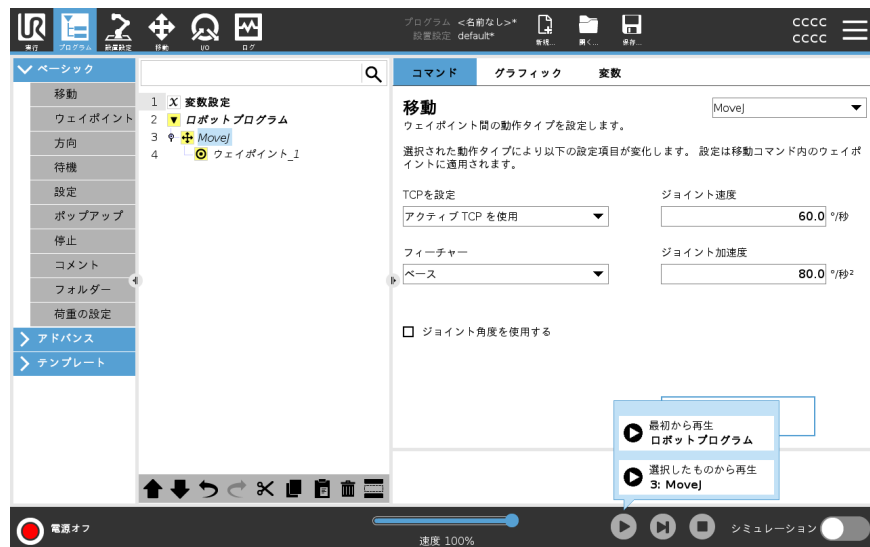 UR
実行
プログラム
設置設定
移動
I/O
ログ
プログラム <名前なし>*
設置設定 default*
新規...
開く...
保存...
cccc
cccc
ベーシック
移動
ウェイポイント
方向
待機
設定
ポップアップ
停止
コメント
フォルダー
荷重の設定
アドバンス
テンプレート
1 X 変数設定
2 ロボットプログラム
3 MoveJ
4 ウェイポイント_1
コマンド グラフィック 変数
移動
MoveJ
ウェイポイント間の動作タイプを設定します。
選択された動作タイプにより以下の設定項目が変化します。 設定は移動コマンド内のウェイポ
イントに適用されます。
TCPを設定
ジョイント速度
アクティブ TCP を使用
60.0 °/秒
フィーチャー
ジョイント加速度
ベース
80.0 °/秒²
ジョイント角度を使用する
最初から再生
ロボットプログラム
選択したものから再生
3: MoveJ
電源オフ
速度 100%
シミュレーション